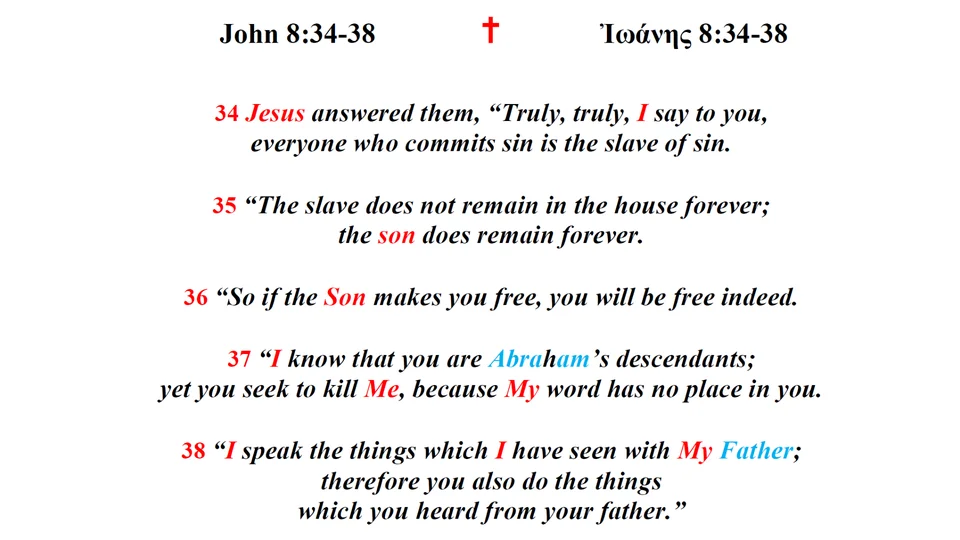 John 8:34-38 ✝ Ἰωάνης 8:34-38
34 Jesus answered them, “Truly, truly, I say to you,
everyone who commits sin is the slave of sin.
35 “The slave does not remain in the house forever;
the son does remain forever.
36 “So if the Son makes you free, you will be free indeed.
37 “I know that you are Abraham’s descendants;
yet you seek to kill Me, because My word has no place in you.
38 “I speak the things which I have seen with My Father;
therefore you also do the things
which you heard from your father.”